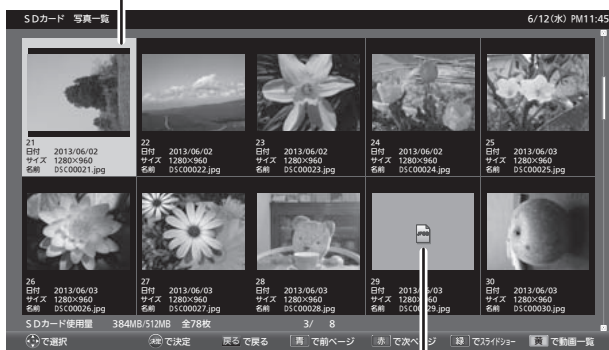 SDカード 写真一覧
6/12(水) PM11:45
21
日付 2013/06/02
サイズ 1280×960
名前 DSC00021.jpg
22
日付 2013/06/02
サイズ 1280×960
名前 DSC00022.jpg
23
日付 2013/06/02
サイズ 1280×960
名前 DSC00023.jpg
24
日付 2013/06/02
サイズ 1280×960
名前 DSC00024.jpg
25
日付 2013/06/03
サイズ 1280×960
名前 DSC00025.jpg
26
日付 2013/06/03
サイズ 1280×960
名前 DSC00026.jpg
27
日付 2013/06/03
サイズ 1280×960
名前 DSC00027.jpg
28
日付 2013/06/03
サイズ 1280×960
名前 DSC00028.jpg
29
日付 2013/06/03
サイズ 1280×960
名前 DSC00029.jpg
30
日付 2013/06/03
サイズ 1280×960
名前 DSC00030.jpg
SDカード使用量 384MB/512MB 全78枚 3/ 8
で選択 決定 で決定 戻る で戻る 青 で前ページ 赤 で次ページ 緑 でスライドショー 黄 で動画一覧